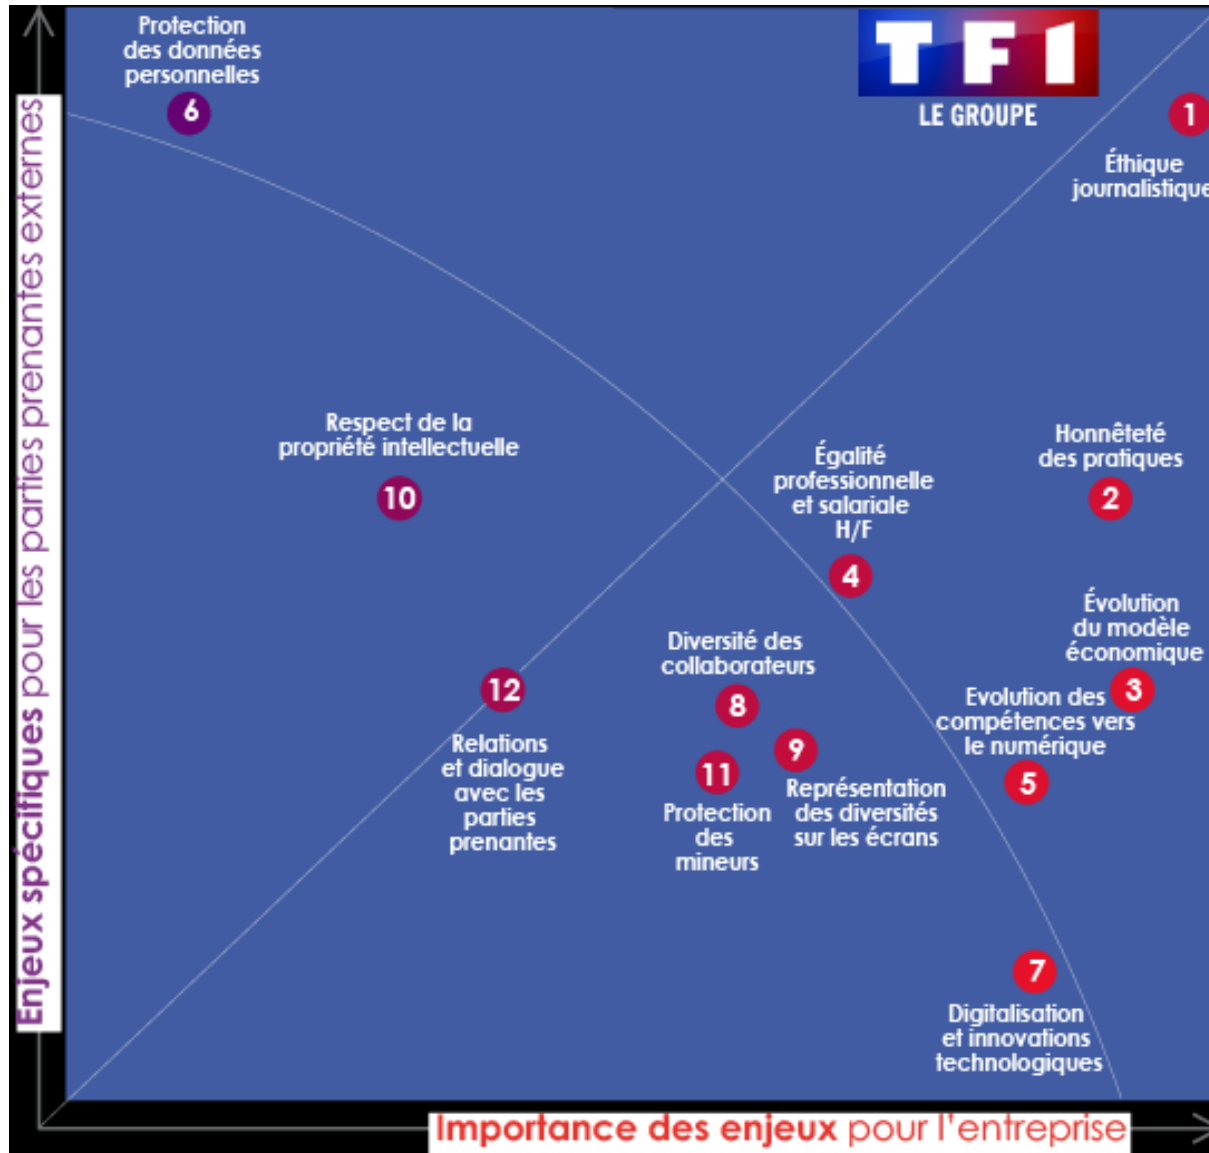 Protection
des données
personnelles
6
TF1
LE GROUPE
1
Éthique
journalistique
Enjeux spécifiques pour les parties prenantes externes
Respect de la
propriété intellectuelle
10
Égalité
professionnelle
et salariale
H/F
4
Honnêteté
des pratiques
2
Évolution
du modèle
économique
3
Diversité des
collaborateurs
8
12
Relations
et dialogue
avec les
parties
prenantes
Evolution des
compétences vers
le numérique
5
9
Représentation
des diversités
sur les écrans
11
Protection
des
mineurs
7
Digitalisation
et innovations
technologiques
Importance des enjeux pour l'entreprise